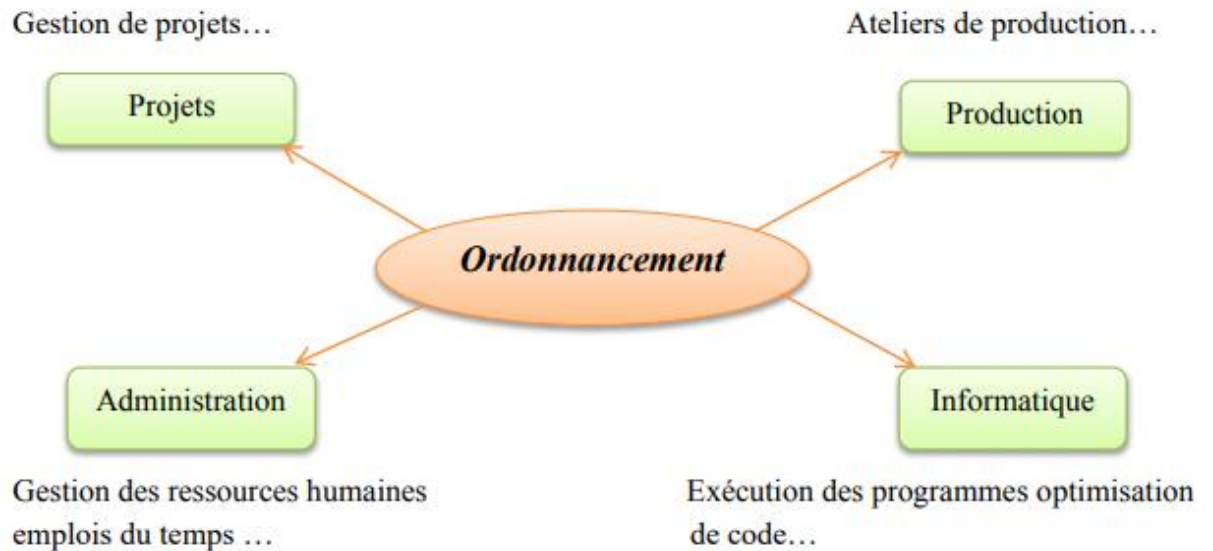 Gestion de projets…
Ateliers de production…
Projets
Production
Ordonnancement
Administration
Informatique
Gestion des ressources humaines
emplois du temps …
Exécution des programmes optimisation
de code…